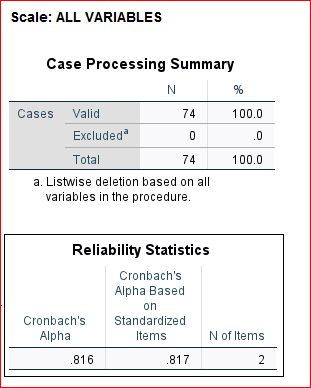 Scale: ALL VARIABLES
Case Processing Summary
N %
Cases Valid 74 100.0
Excludedᵃ 0 .0
Total 74 100.0
a. Listwise deletion based on all
variables in the procedure.
Reliability Statistics
Cronbach's
Alpha Based
on
Cronbach's Standardized
Alpha Items N of Items
.816 .817 2